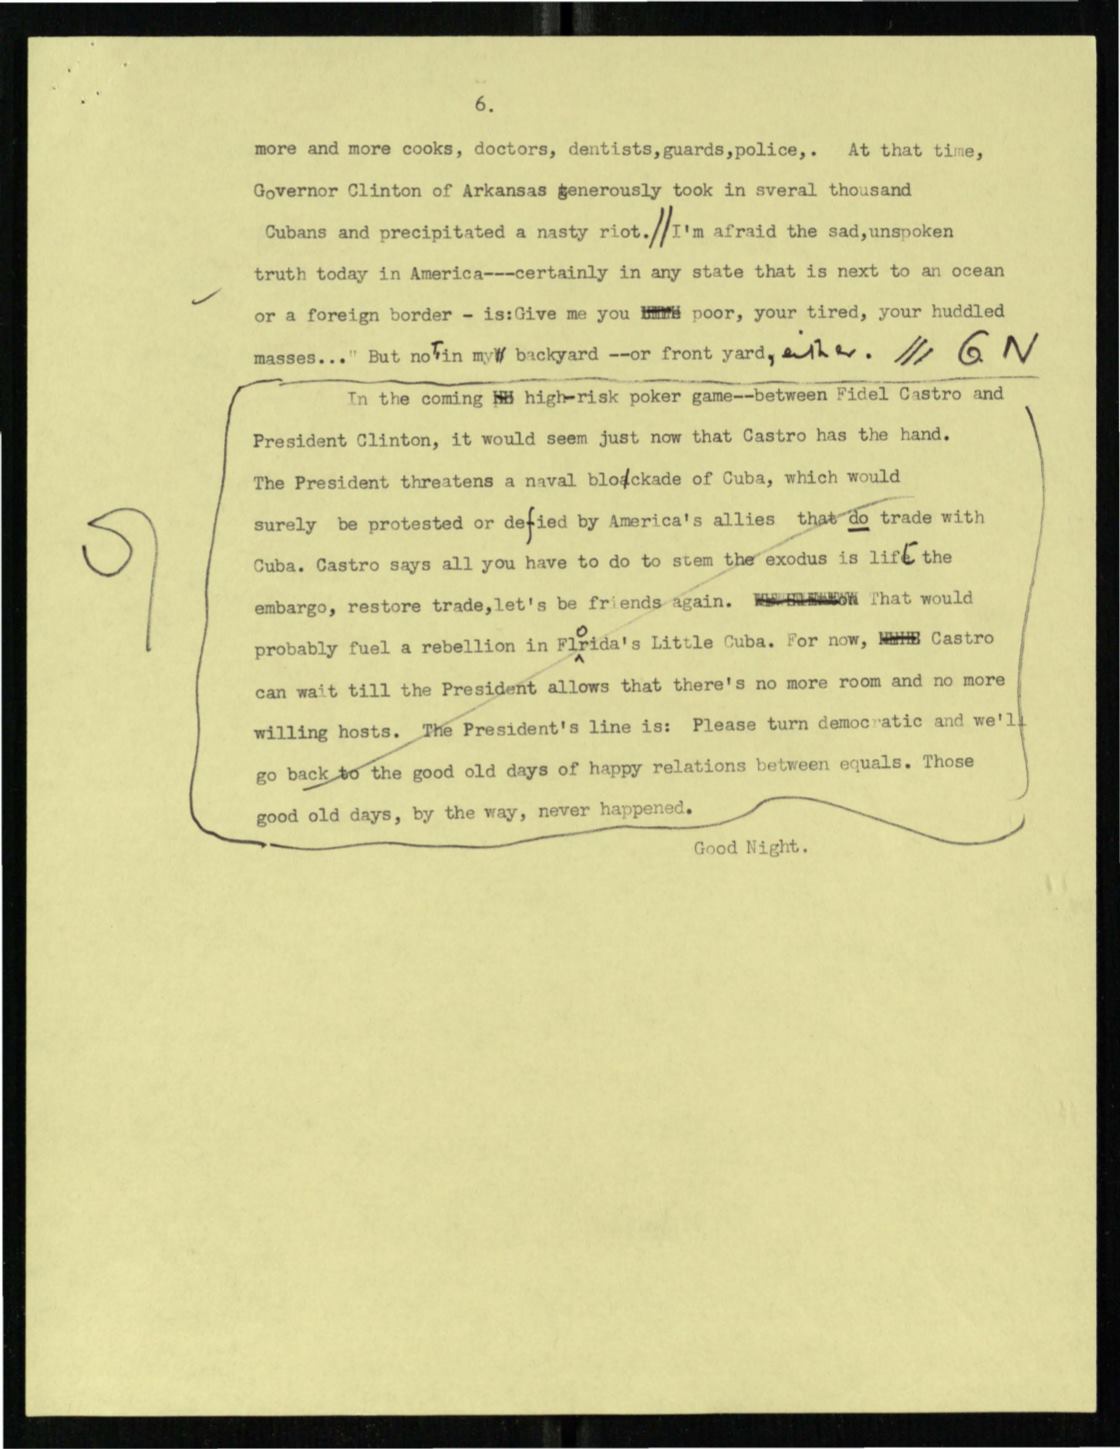 6.
more and more cooks, doctors, dentists,guards,police,. At that time,
Governor Clinton of Arkansas generously took in sveral thousand
Cubans and precipitated a nasty riot.//I'm afraid the sad,unspoken
truth today in America---certainly in any state that is next to an ocean
or a foreign border - is:Give me you poor, your tired, your huddled
masses..." But not in my backyard --or front yard, either. /// G N
In the coming high-risk poker game--between Fidel Castro and
President Clinton, it would seem just now that Castro has the hand.
The President threatens a naval blockade of Cuba, which would
surely be protested or defied by America's allies that do trade with
Cuba. Castro says all you have to do to stem the exodus is lift the
embargo, restore trade,let's be friends again. That would
probably fuel a rebellion in Florida's Little Cuba. For now, Castro
can wait till the President allows that there's no more room and no more
willing hosts. The President's line is: Please turn democratic and we'll
go back to the good old days of happy relations between equals. Those
good old days, by the way, never happened.
Good Night.